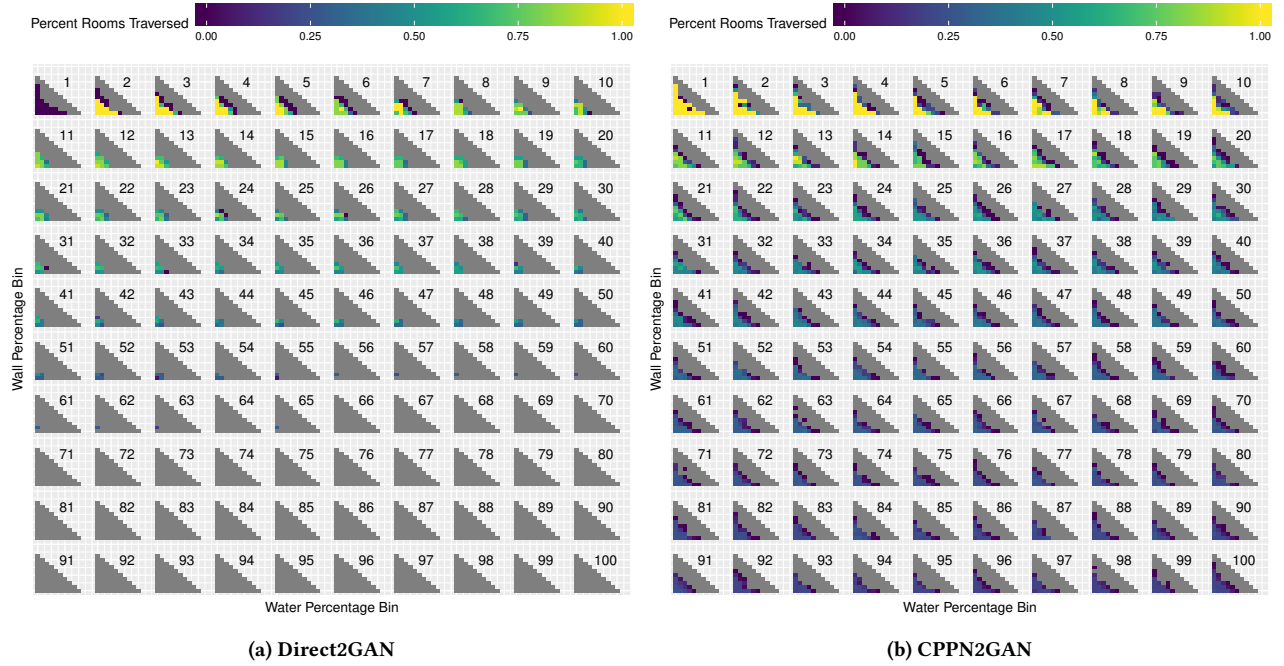 Percent Rooms Traversed
0.00 0.25 0.50 0.75 1.00
Wall Percentage Bin
1 2 3 4 5 6 7 8 9 10
11 12 13 14 15 16 17 18 19 20
21 22 23 24 25 26 27 28 29 30
31 32 33 34 35 36 37 38 39 40
41 42 43 44 45 46 47 48 49 50
51 52 53 54 55 56 57 58 59 60
61 62 63 64 65 66 67 68 69 70
71 72 73 74 75 76 77 78 79 80
81 82 83 84 85 86 87 88 89 90
91 92 93 94 95 96 97 98 99 100
Water Percentage Bin
(a) Direct2GAN
Percent Rooms Traversed
0.00 0.25 0.50 0.75 1.00
Wall Percentage Bin
1 2 3 4 5 6 7 8 9 10
11 12 13 14 15 16 17 18 19 20
21 22 23 24 25 26 27 28 29 30
31 32 33 34 35 36 37 38 39 40
41 42 43 44 45 46 47 48 49 50
51 52 53 54 55 56 57 58 59 60
61 62 63 64 65 66 67 68 69 70
71 72 73 74 75 76 77 78 79 80
81 82 83 84 85 86 87 88 89 90
91 92 93 94 95 96 97 98 99 100
Water Percentage Bin
(b) CPPN2GAN